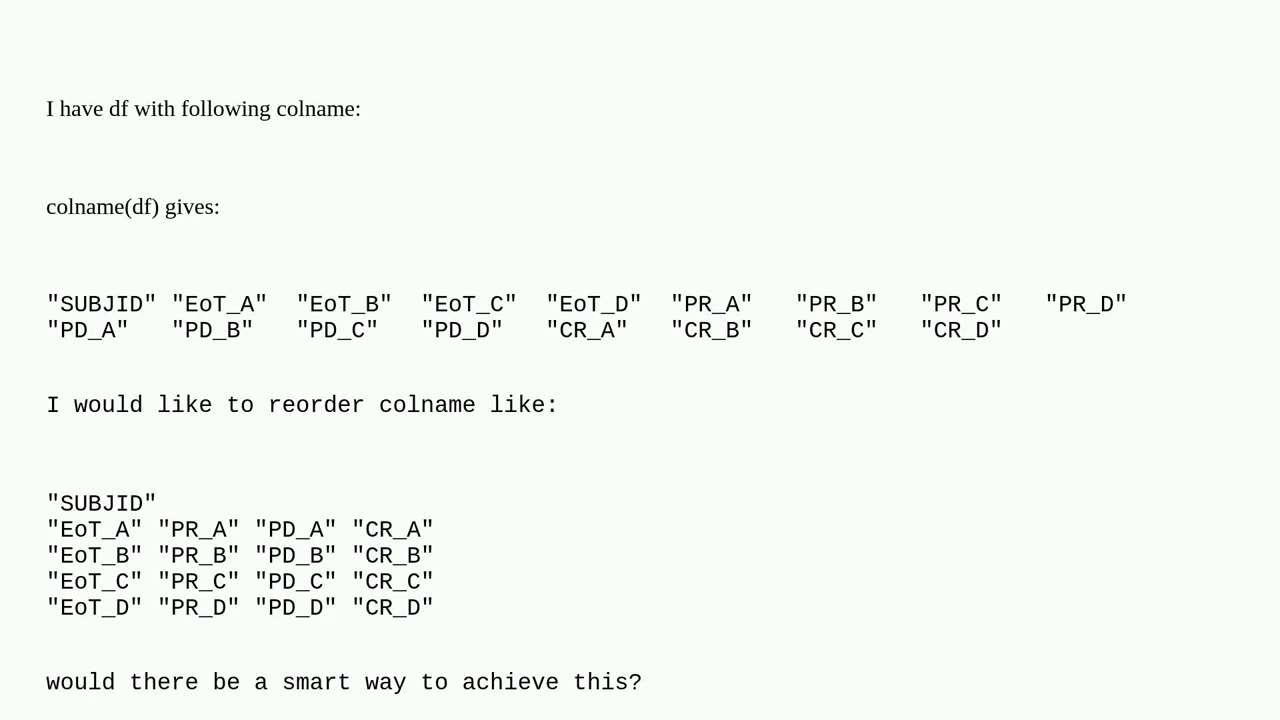 I have df with following colname:
colname(df) gives:
"SUBJID" "EoT_A"  "EoT_B"  "EoT_C"  "EoT_D"  "PR_A"   "PR_B"   "PR_C"   "PR_D"
"PD_A"   "PD_B"   "PD_C"   "PD_D"   "CR_A"   "CR_B"   "CR_C"   "CR_D"
I would like to reorder colname like:
"SUBJID"
"EoT_A" "PR_A" "PD_A" "CR_A"
"EoT_B" "PR_B" "PD_B" "CR_B"
"EoT_C" "PR_C" "PD_C" "CR_C"
"EoT_D" "PR_D" "PD_D" "CR_D"
would there be a smart way to achieve this?